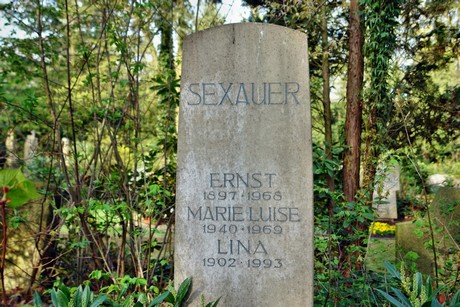 SEXAUER
ERNST
1897 · 1968
MARIE LUISE
1940 · 1969
LINA
1902 · 1993